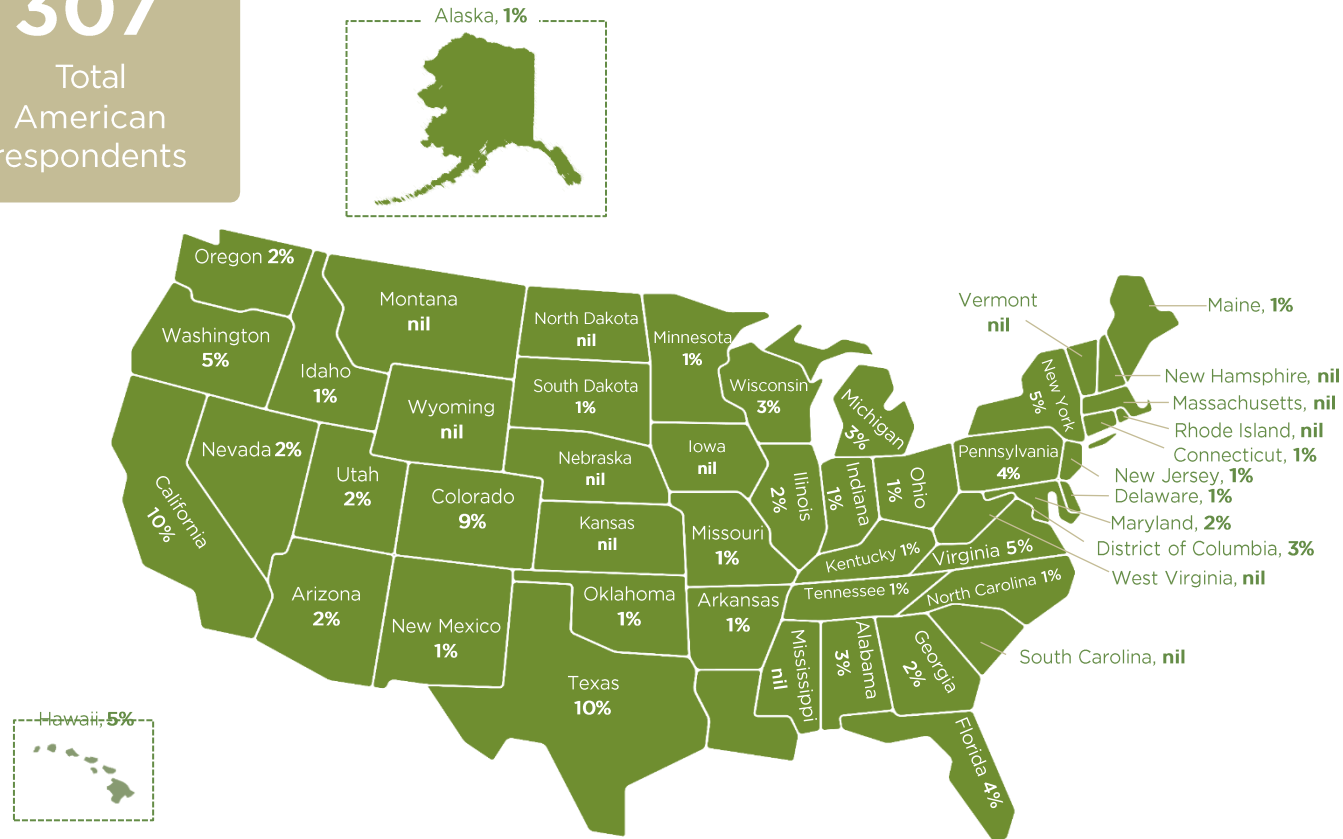 307
Total
American
respondents
Alaska, 1%
Oregon 2%
Washington
5%
Idaho
1%
Montana
nil
Wyoming
nil
North Dakota
nil
South Dakota
1%
Nebraska
nil
Kansas
nil
Minnesota
1%
Iowa
nil
Wisconsin
3%
Michigan
3%
Missouri
1%
Illinois
2%
Indiana
1%
Ohio
1%
Nevada 2%
Utah
2%
Colorado
9%
California
10%
Arizona
2%
New Mexico
1%
Oklahoma
1%
Texas
10%
Arkansas
1%
Kentucky 1%
Tennessee 1%
Virginia 5%
North Carolina 1%
Mississippi
nil
Alabama
3%
Georgia
2%
Florida 4%
Pennsylvania
4%
New York
5%
Vermont
nil
Maine, 1%
New Hamsphire, nil
Massachusetts, nil
Rhode Island, nil
Connecticut, 1%
New Jersey, 1%
Delaware, 1%
Maryland, 2%
District of Columbia, 3%
West Virginia, nil
South Carolina, nil
Hawaii, 5%